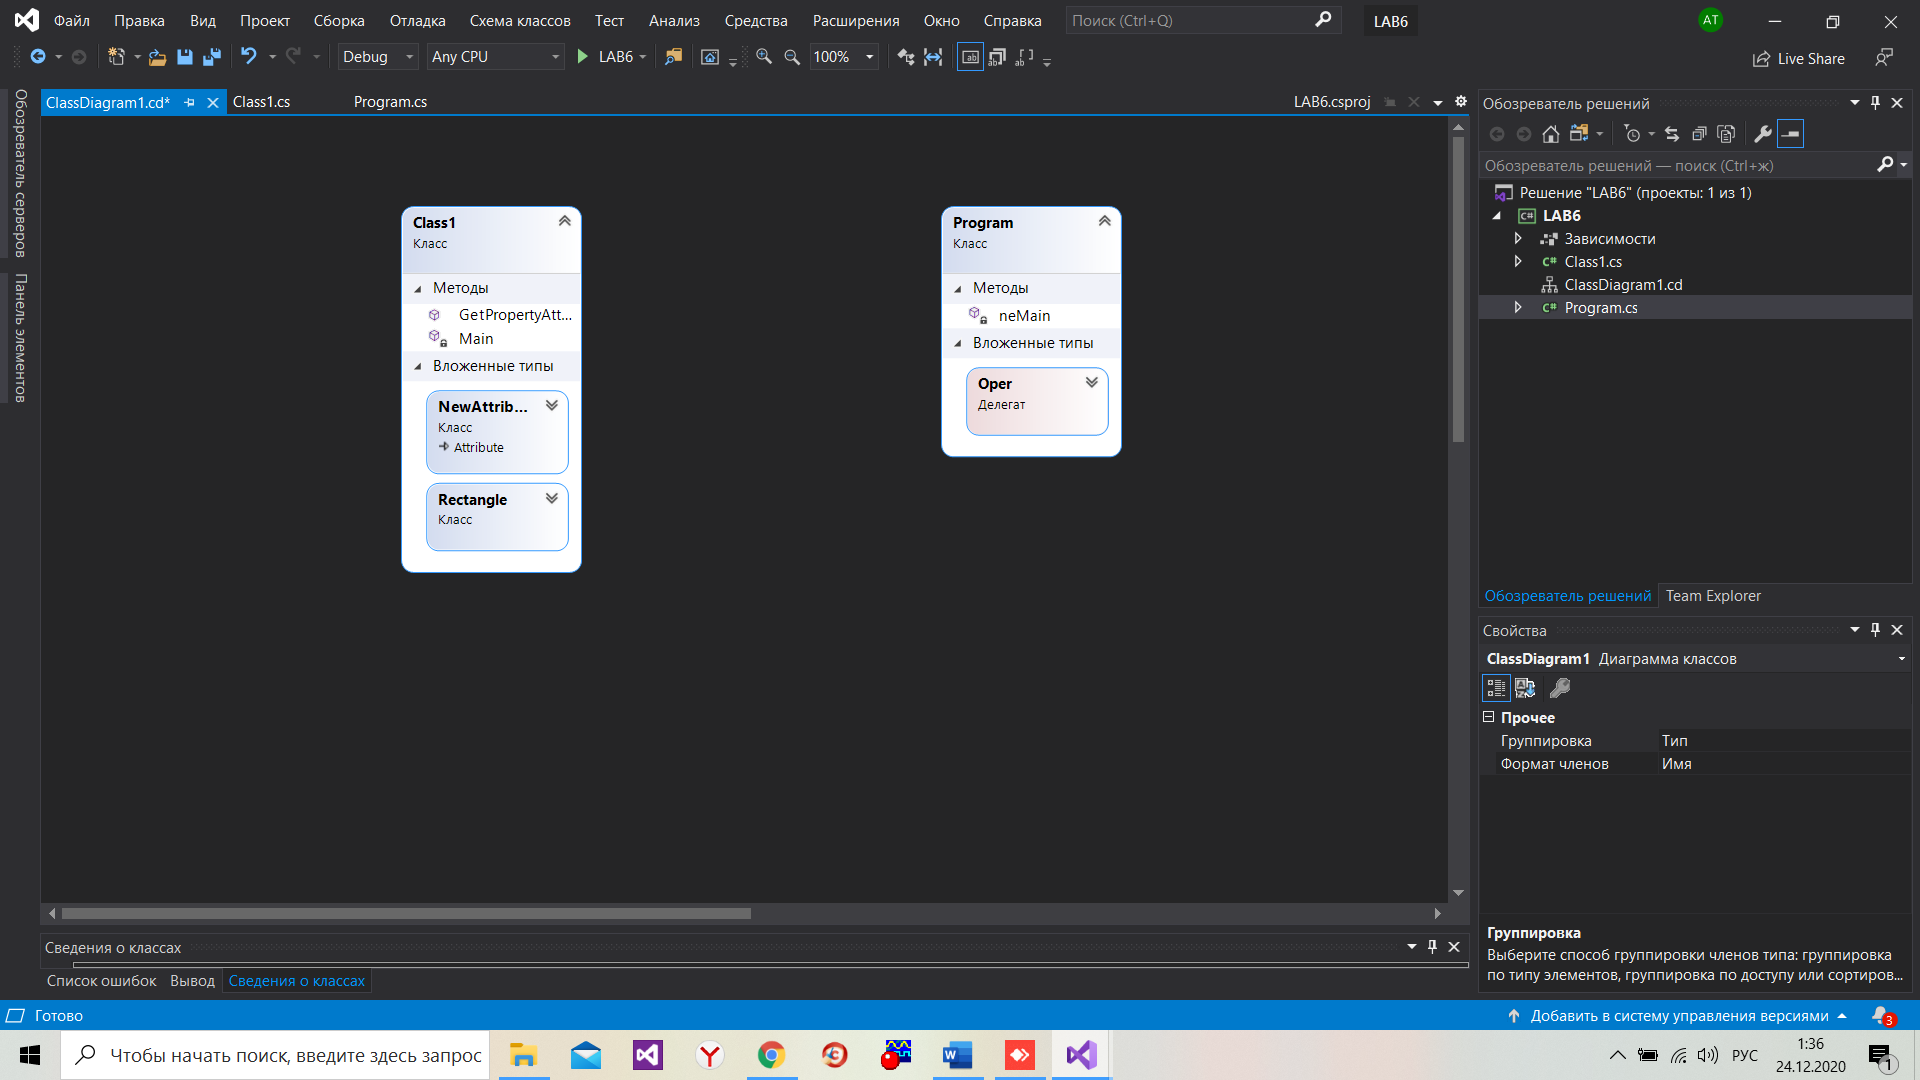 Файл Правка Вид Проект Сборка Отладка Схема классов Тест Анализ Средства Расширения Окно Справка Поиск (Ctrl+Q) LAB6 АТ
Debug Any CPU LAB6 100% Live Share
Обозреватель серверов
Панель элементов
ClassDiagram1.cd* Class1.cs Program.cs LAB6.csproj
Class1
Класс
Методы
GetPropertyAtt...
Main
Вложенные типы
NewAttrib...
Класс
Attribute
Rectangle
Класс
Program
Класс
Методы
neMain
Вложенные типы
Oper
Делегат
Обозреватель решений
Обозреватель решений — поиск (Ctrl+ж)
Решение "LAB6" (проекты: 1 из 1)
LAB6
Зависимости
Class1.cs
ClassDiagram1.cd
Program.cs
Обозреватель решений Team Explorer
Свойства
ClassDiagram1 Диаграмма классов
Прочее
Группировка Тип
Формат членов Имя
Группировка
Выберите способ группировки членов типа: группировка
по типу элементов, группировка по доступу или сортиров...
Сведения о классах
Список ошибок Вывод Сведения о классах
Готово
Добавить в систему управления версиями 3
Чтобы начать поиск, введите здесь запрос
РУС
1:36
24.12.2020
1